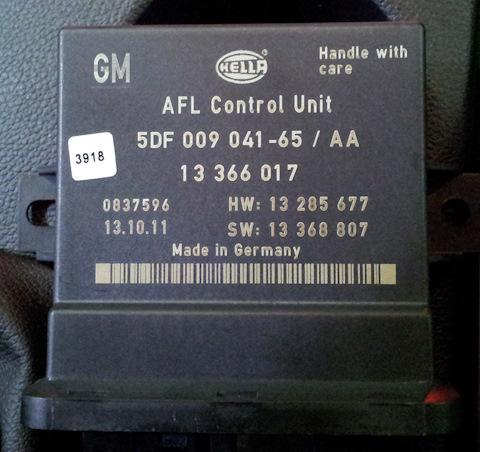 GM
HELLA
Handle with
care
AFL Control Unit
5DF 009 041-65 / AA
3918
13 366 017
0837596
HW: 13 285 677
13.10.11
SW: 13 368 807
Made in Germany